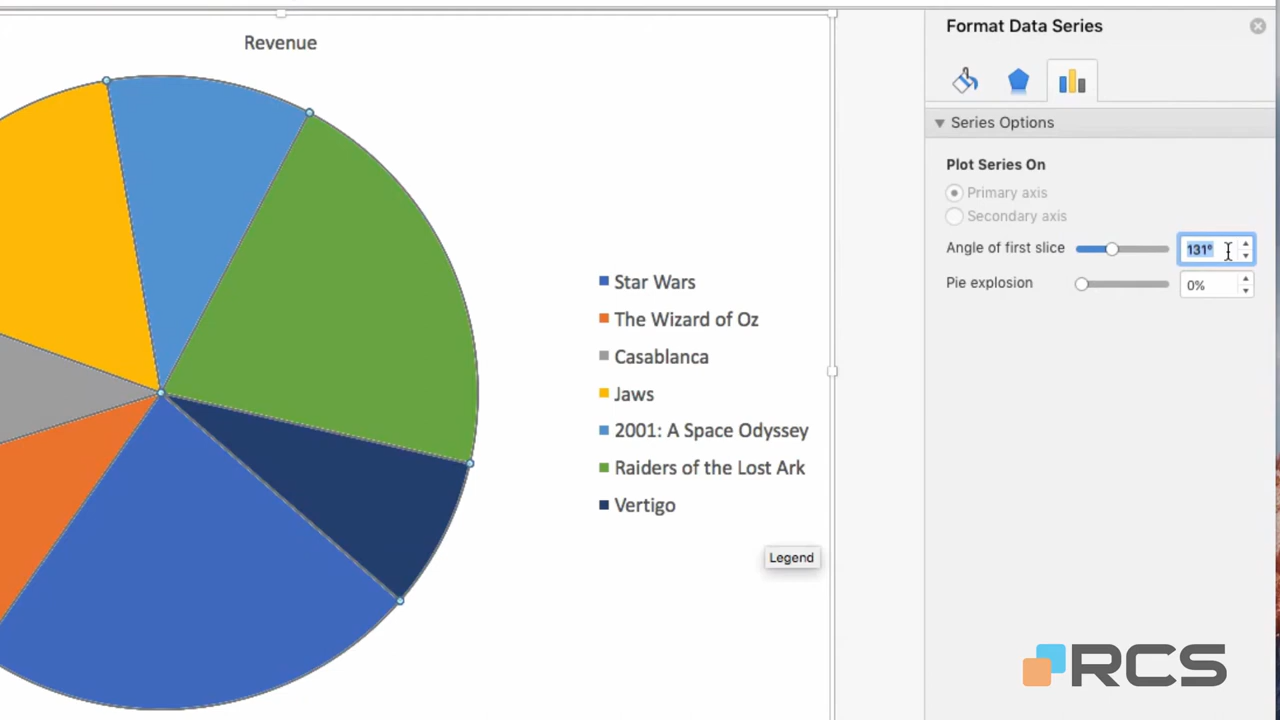 Revenue
Star Wars
The Wizard of Oz
Casablanca
Jaws
2001: A Space Odyssey
Raiders of the Lost Ark
Vertigo
Legend
Format Data Series
Series Options
Plot Series On
Primary axis
Secondary axis
Angle of first slice 131°
Pie explosion 0%
RCS